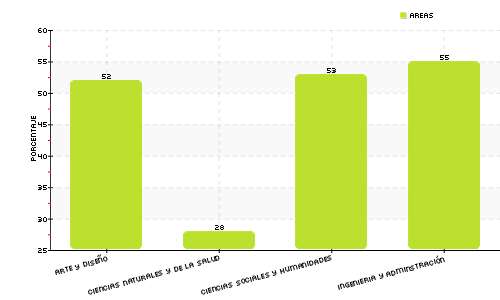 AREAS
60
55
50
45
40
35
30
25
PORCENTAJE
52
28
53
55
ARTE Y DISEÑO
CIENCIAS NATURALES Y DE LA SALUD
CIENCIAS SOCIALES Y HUMANIDADES
INGENIERIA Y ADMINSTRACIÓN